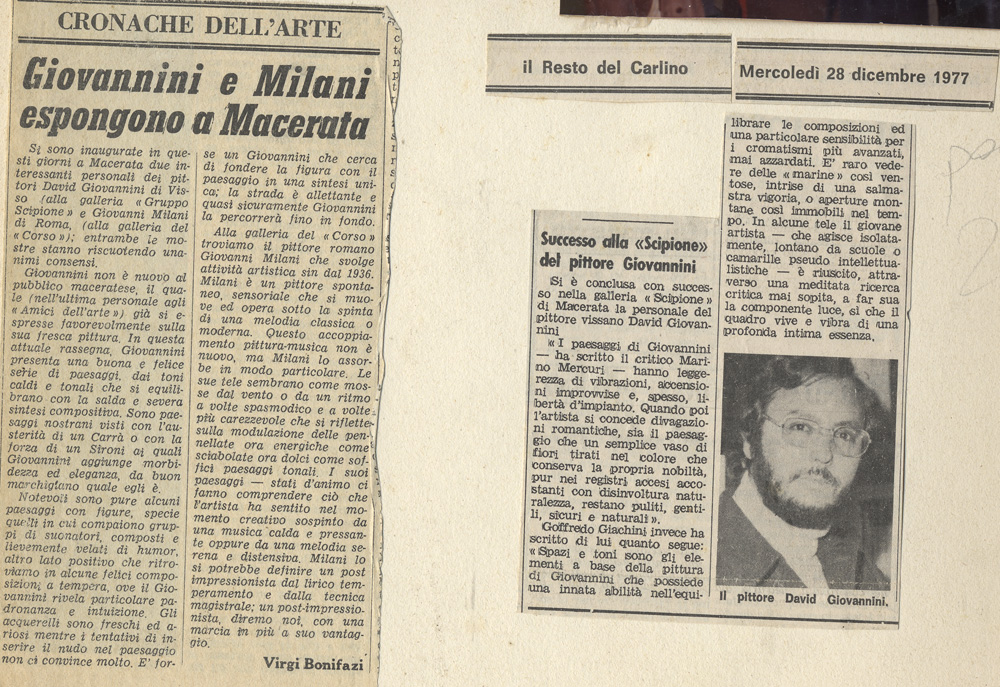 CRONACHE DELL'ARTE
Giovannini e Milani
espongono a Macerata
Si sono inaugurate in que-
sti giorni a Macerata due in-
teressanti personali dei pit-
tori David Giovannini di Vis-
so (alla galleria «Gruppo
Scipione» e Giovanni Milani
di Roma, (alla galleria del
«Corso»); entrambe le mo-
stre stanno riscuotendo una-
nimi consensi.
Giovannini non è nuovo al
pubblico maceratese, il qua-
le (nell'ultima personale agli
«Amici dell'arte») già si e-
spresse favorevolmente sulla
sua fresca pittura. In questa
attuale rassegna, Giovannini
presenta una buona e felice
serie di paesaggi, dai toni
caldi e tonali che si equili-
brano con la salda e severa
sintesi compositiva. Sono pae-
saggi nostrani visti con l'au-
sterità di un Carrà o con la
forza di un Sironi ai quali
Giovannini aggiunge morbi-
dezza ed eleganza, da buon
marchigiano quale egli è.
Notevoli sono pure alcuni
paesaggi con figure, specie
quelli in cui compaiono grup-
pi di suonatori, composti e
lievemente velati di humor,
altro lato positivo che ritro-
viamo in alcune felici compo-
sizioni a tempera, ove il Gio-
vannini rivela particolare pa-
dronanza e intuizione. Gli
acquerelli sono freschi ed a-
riosi mentre i tentativi di in-
serire il nudo nel paesaggio
non ci convince molto. E' for-
se un Giovannini che cerca
di fondere la figura con il
paesaggio in una sintesi uni-
ca; la strada è allettante e
quasi sicuramente Giovannini
la percorrerà fino in fondo.
Alla galleria del «Corso»
troviamo il pittore romano
Giovanni Milani che svolge
attività artistica sin dal 1936.
Milani è un pittore sponta-
neo, sensoriale che si muo-
ve ed opera sotto la spinta
di una melodia classica o
moderna. Questo accoppia-
mento pittura-musica non è
nuovo, ma Milani lo assor-
be in modo particolare. Le
sue tele sembrano come mos-
se dal vento o da un ritmo
a volte spasmodico e a volte
più carezzevole che si riflette
sulla modulazione delle pen-
nellate ora energiche come
sciabolate ora dolci come sof-
fici paesaggi tonali. I suoi
paesaggi — stati d'animo ci
fanno comprendere ciò che
l'artista ha sentito nel mo-
mento creativo sospinto da
una musica calda e pressan-
te oppure da una melodia se-
rena e distensiva. Milani lo
si potrebbe definire un post
impressionista dal lirico tem-
peramento e dalla tecnica
magistrale; un post-impressio-
nista, diremo noi, con una
marcia in più a suo vantag-
gio.
Virgi Bonifazi
il Resto del Carlino
Mercoledì 28 dicembre 1977
Successo alla «Scipione»
del pittore Giovannini
Si è conclusa con succes-
so nella galleria «Scipione»
di Macerata la personale del
pittore vissano David Giovan-
nini
«I paesaggi di Giovannini
— ha scritto il critico Mari-
no Mercuri — hanno legge-
rezza di vibrazioni, accensio-
ni improvvise e, spesso, li-
bertà d'impianto. Quando poi
l'artista si concede divagazio-
ni romantiche, sia il paesag-
gio che un semplice vaso di
fiori tirati nel colore che
conserva la propria nobiltà,
pur nei registri accesi acco-
stanti con disinvoltura natu-
ralezza, restano puliti, genti-
li, sicuri e naturali».
Goffredo Giachini invece ha
scritto di lui quanto segue:
«Spazi e toni sono gli ele-
menti a base della pittura
di Giovannini che possiede
una innata abilità nell'equi-
librare le composizioni ed
una particolare sensibilità per
i cromatismi più avanzati,
mai azzardati. E' raro vede-
re delle «marine» così ven-
tose, intrise di una salma-
stra vigoria, o aperture mon-
tane così immobili nel tem-
po. In alcune tele il giovane
artista — che agisce isolata-
mente, lontano da scuole o
camarille pseudo intellettua-
listiche — è riuscito, attra-
verso una meditata ricerca
critica mai sopita, a far sua
la componente luce, sì che il
quadro vive e vibra di una
profonda intima essenza.
Il pittore David Giovannini.